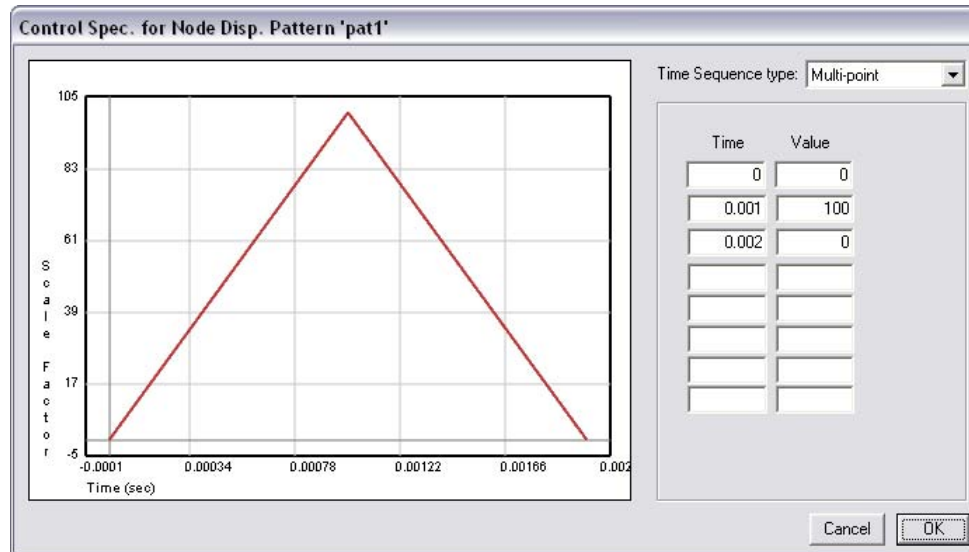 Control Spec. for Node Disp. Pattern 'pat1'
Time Sequence type: Multi-point
Time Value
0 0
0.001 100
0.002 0
105
83
61
39
17
-5
Scale Factor
-0.0001 0.00034 0.00078 0.00122 0.00166 0.002
Time (sec)
Cancel OK